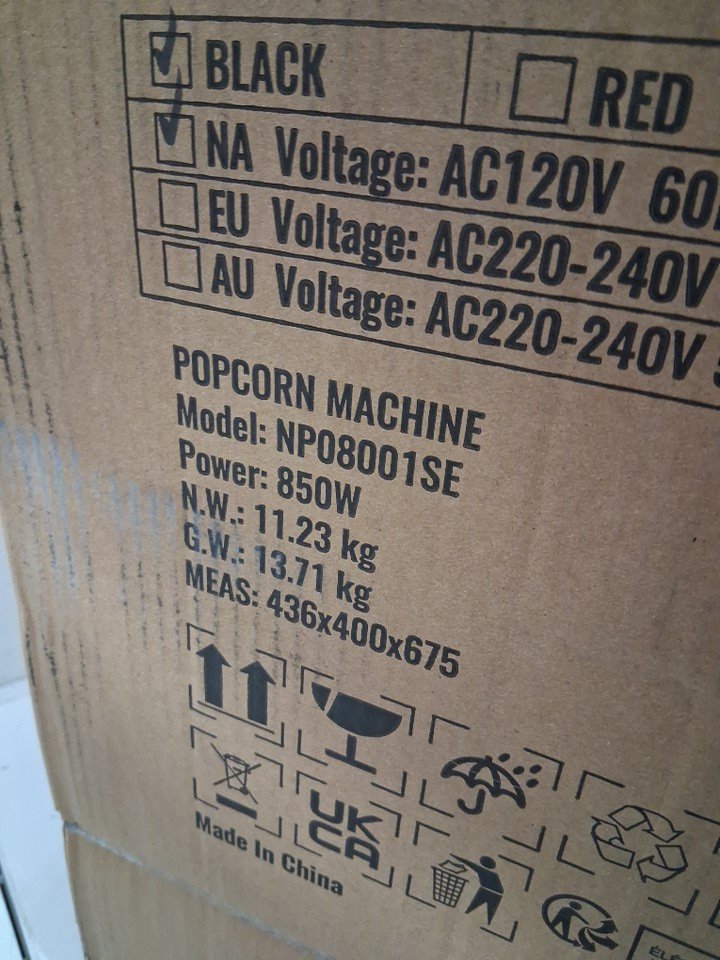 BLACK RED
NA Voltage: AC120V 60
EU Voltage: AC220-240V
AU Voltage: AC220-240V
POPCORN MACHINE
Model: NP08001SE
Power: 850W
N.W.: 11.23 kg
G.W.: 13.71 kg
MEAS: 436x400x675
UK
CA
Made In China